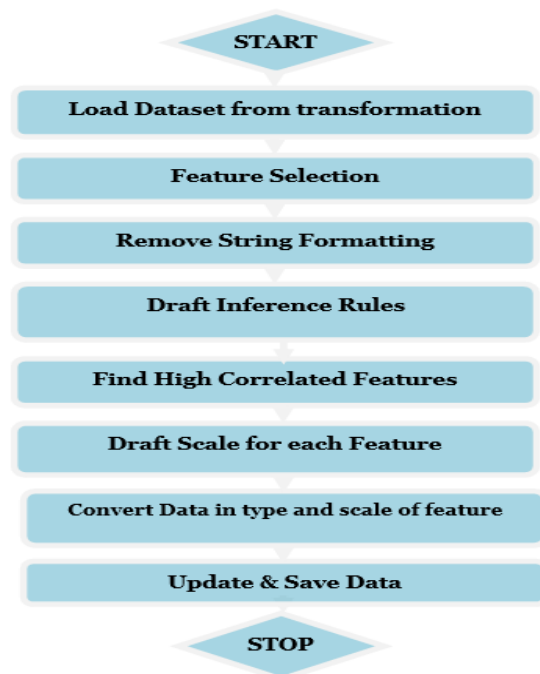 START
Load Dataset from transformation
Feature Selection
Remove String Formatting
Draft Inference Rules
Find High Correlated Features
Draft Scale for each Feature
Convert Data in type and scale of feature
Update & Save Data
STOP